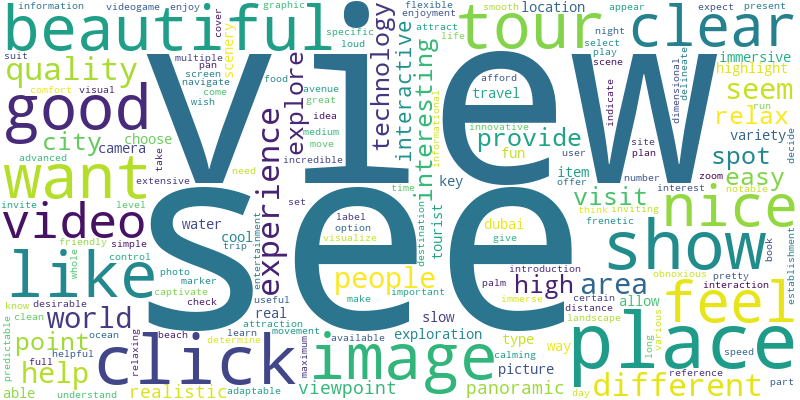 information videogame enjoy graphic flexible smooth location appear expect present
beautiful view tour clear
cover specific enjoyment attract life night
suit multiple scenery loud select play
quality pan screen navigate visual comfort come wish
food avenue great idea medium move incredible
explore technology interactive interesting informational
afford travel innovative
scene immersive highlight indicate dimensional delineate
good seem run relax
city camera choose take advanced extensive
need provide fun key user site plan
variety spot decide
want experience item offer number zoom easy interest notable
invite level set time
video see visit nice
water cool trip label option visualize
destination tourist dubai give think inviting frenetic
friendly simple whole control entertainment
like photo marker captivate check
people palm introduction high immerse
show area book establishment
obnoxious pretty interaction
know desirable clean predictable
world useful real make important
slow distance certain landscape allow feel
point ocean beach attraction movement learn
available exploration type way
various long speed
helpful full relaxing click determine maximum
image calming picture place
help reference part
able understand realistic adaptable viewpoint panoramic day different